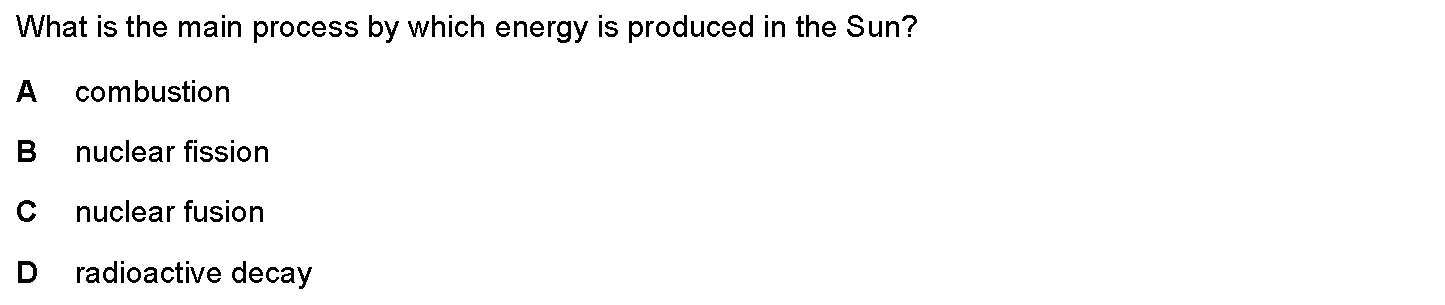 What is the main process by which energy is produced in the Sun?
A combustion
B nuclear fission
C nuclear fusion
D radioactive decay